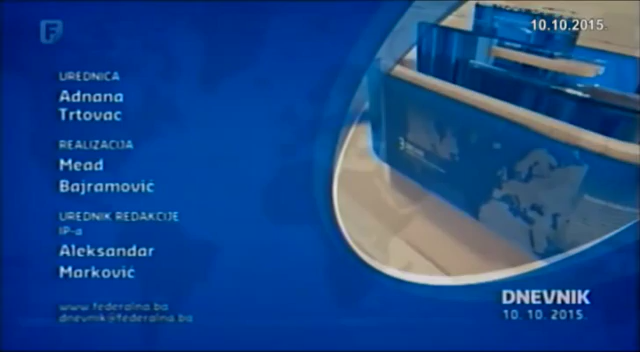 F
10.10.2015.
UREDNICA
Adnana
Trtovac
REALIZACIJA
Mead
Bajramović
UREDNIK REDAKCIJE
IP-a
Aleksandar
Marković
www.federalna.ba
dnevnik@federalna.ba
DNEVNIK
10. 10. 2015.